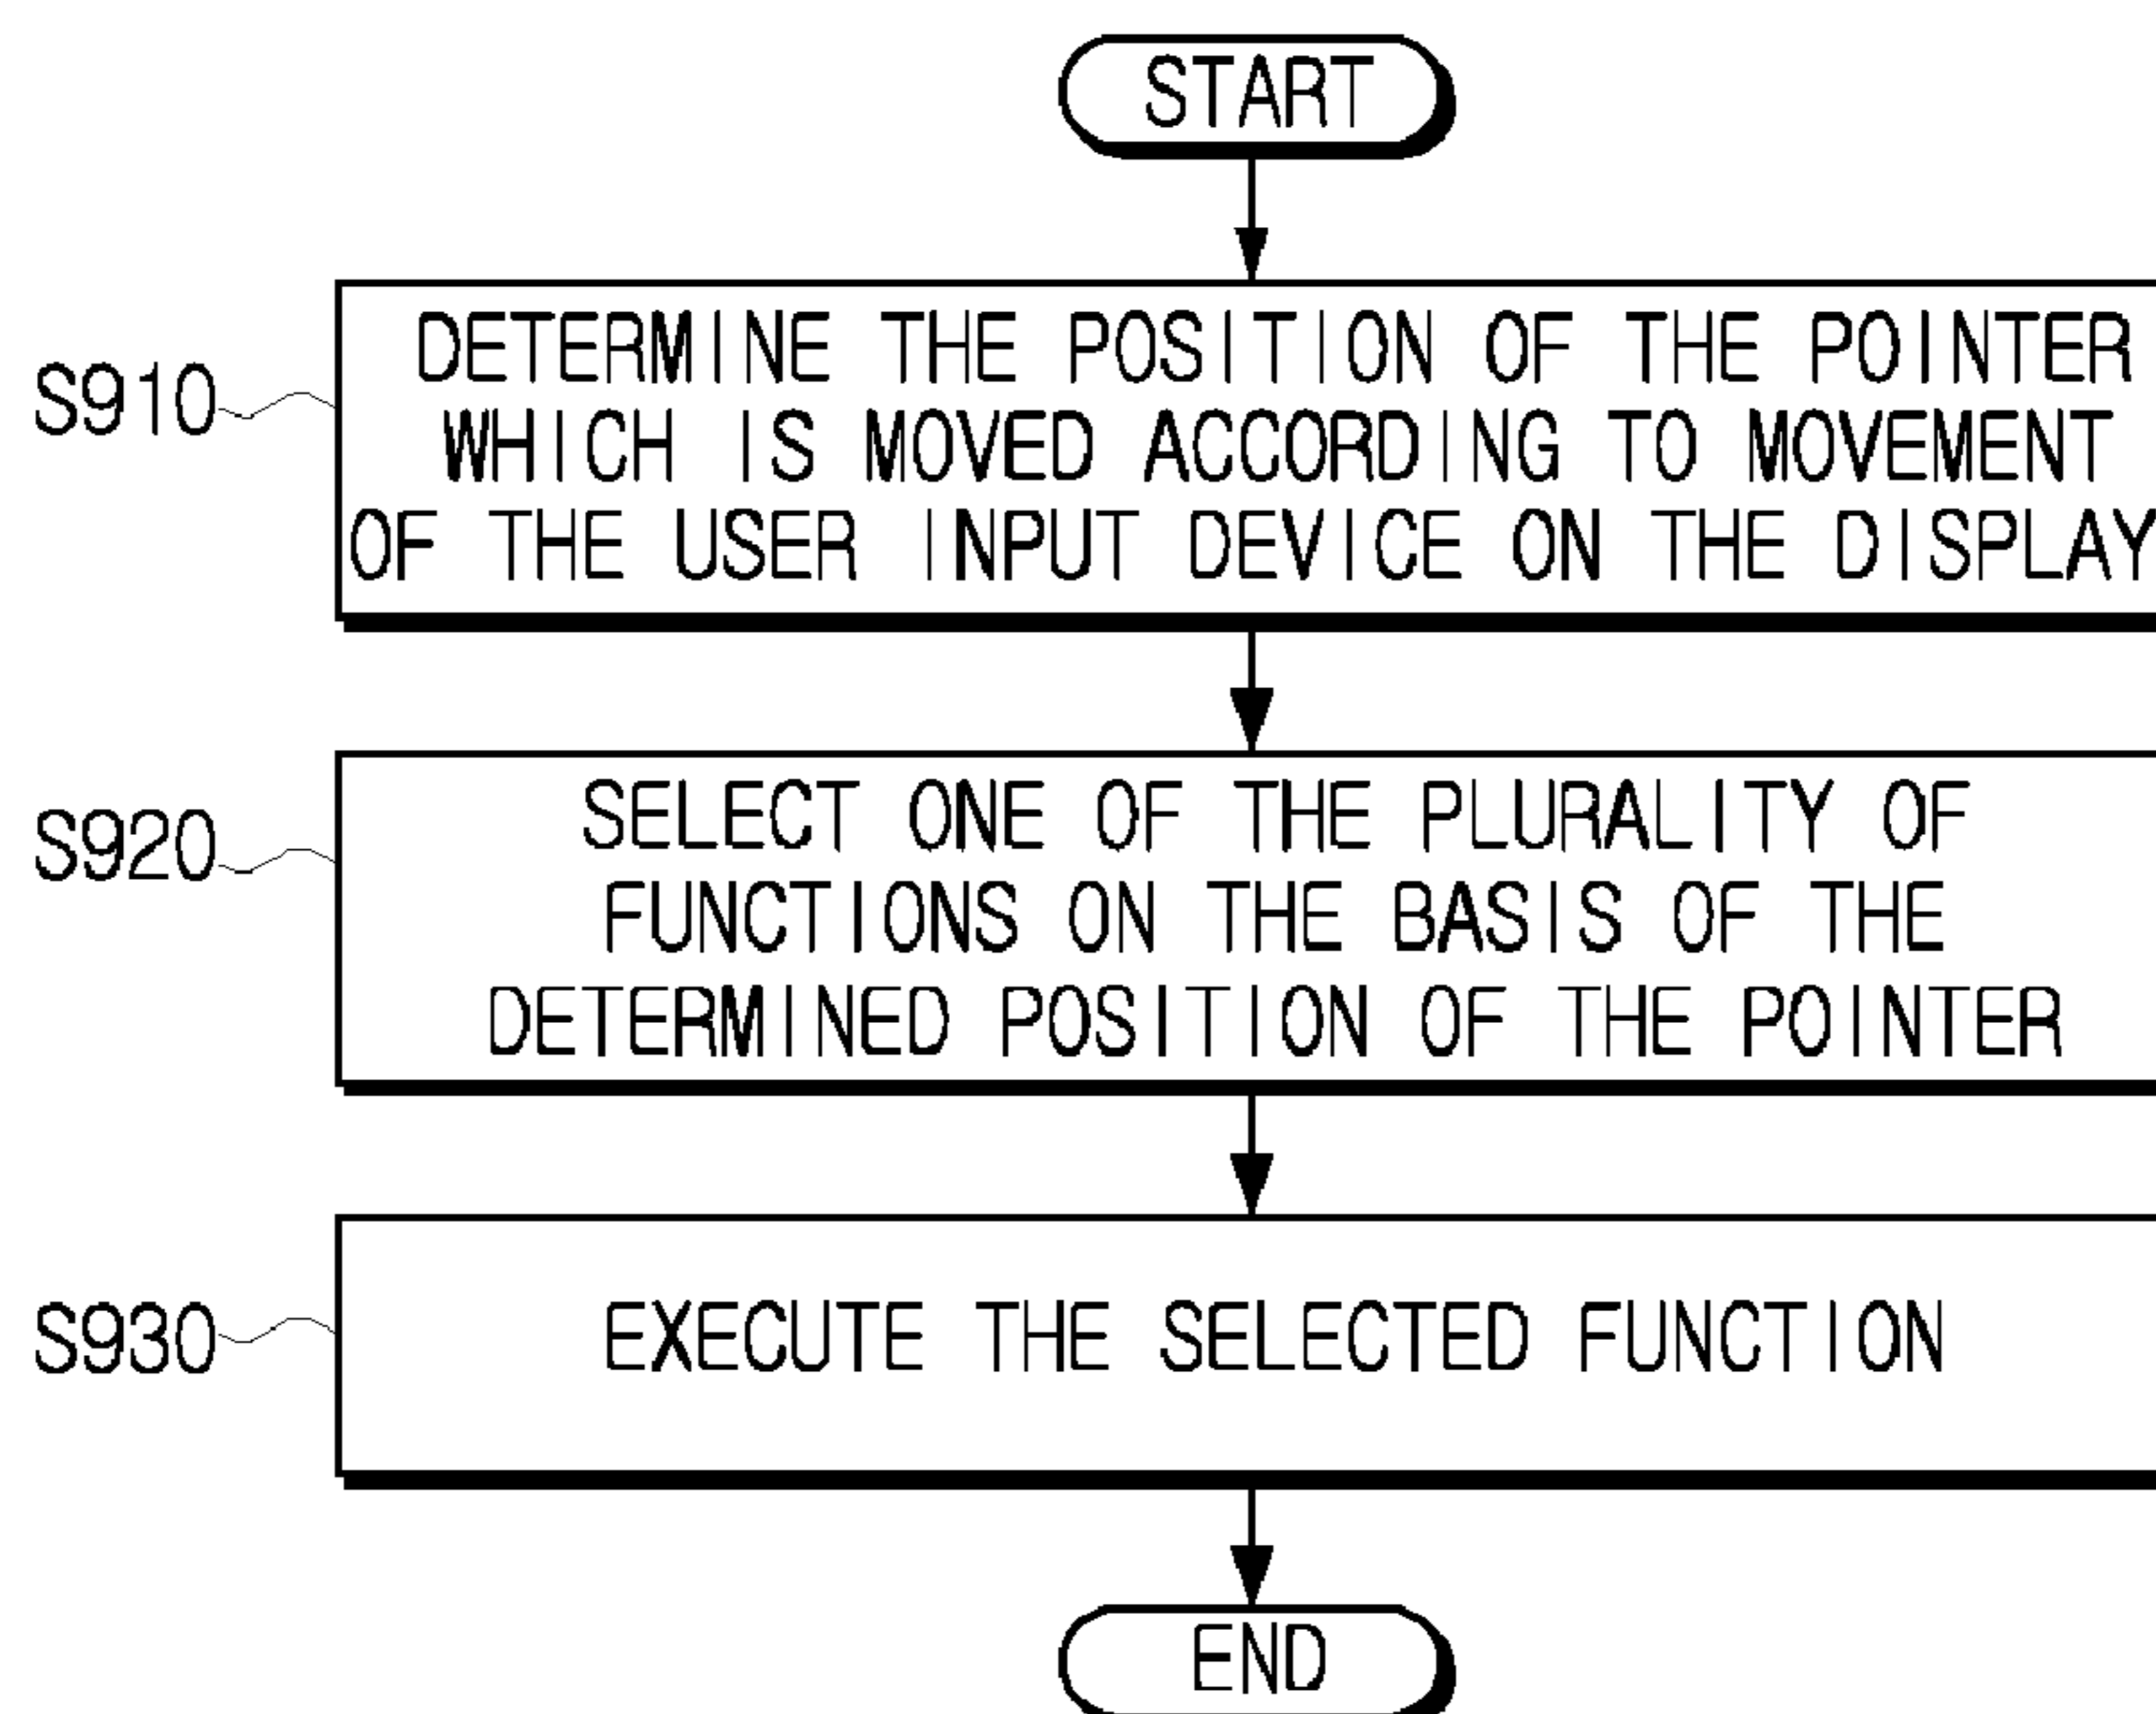 START
S910
DETERMINE THE POSITION OF THE POINTER
WHICH IS MOVED ACCORDING TO MOVEMENT
OF THE USER INPUT DEVICE ON THE DISPLAY
S920
SELECT ONE OF THE PLURALITY OF
FUNCTIONS ON THE BASIS OF THE
DETERMINED POSITION OF THE POINTER
S930
EXECUTE THE SELECTED FUNCTION
END